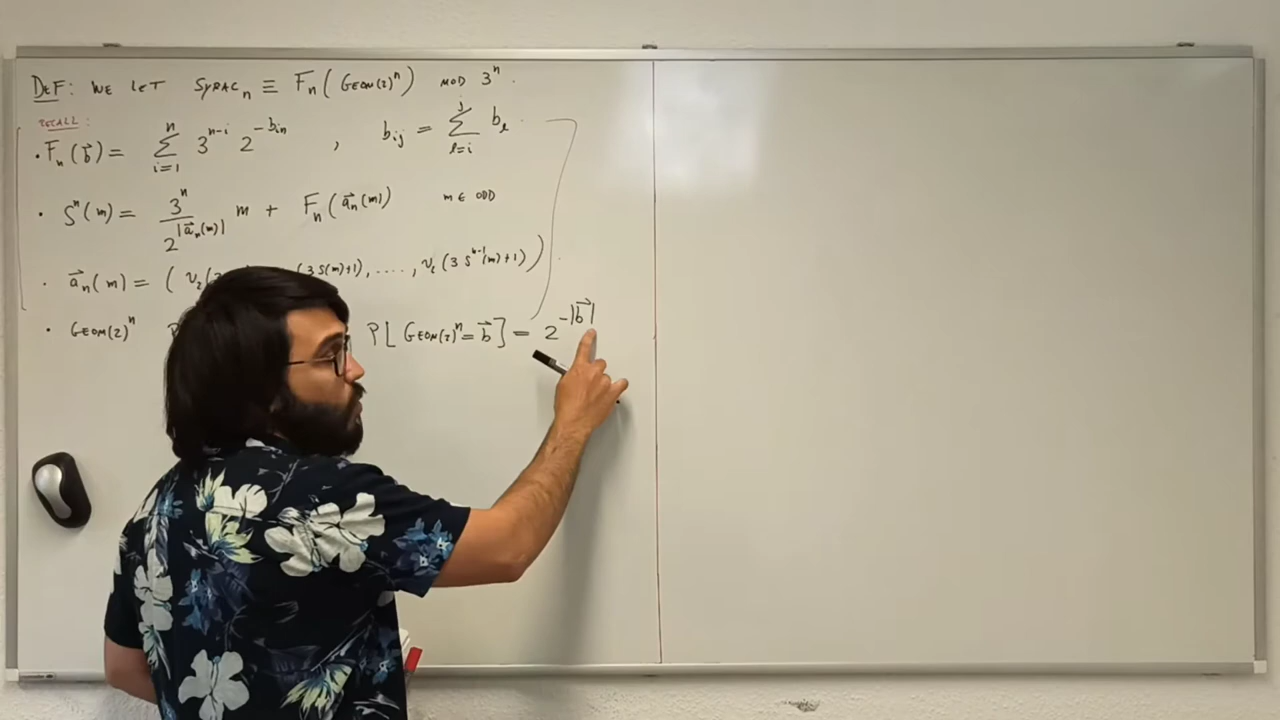 DEF: WE LET SYRAC_n ≡ F_n(GEOM(2)^n) MOD 3^n.
RECALL:
• F_n(b⃗) = ∑_{i=1}^{n} 3^{n-i} 2^{-b_{in}} , b_{ij} = ∑_{l=i}^{j} b_l.
• S^n(m) = 3^n / 2^{|a⃗_n(m)|} m + F_n(a⃗_n(m)) m ∈ ODD
• a⃗_n(m) = ( v_2( (3S(m)+1), ...., v_2(3S^{n-1}(m)+1) ).
• GEOM(2)^n P[GEOM(2)^n = b⃗] = 2^{-|b⃗|}